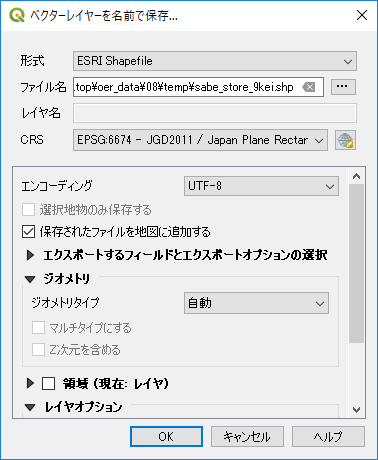 ベクターレイヤーを名前で保存...
形式 ESRI Shapefile
ファイル名 .top¥oer_data¥08¥temp¥sabe_store_9kei.shp ...
レイヤ名
CRS EPSG:6674 - JGD2011 / Japan Plane Rectar
エンコーディング UTF-8
選択地物のみ保存する
保存されたファイルを地図に追加する
エクスポートするフィールドとエクスポートオプションの選択
ジオメトリ
ジオメトリタイプ 自動
マルチタイプにする
Z次元を含める
領域 (現在: レイヤ)
レイヤオプション
OK キャンセル ヘルプ